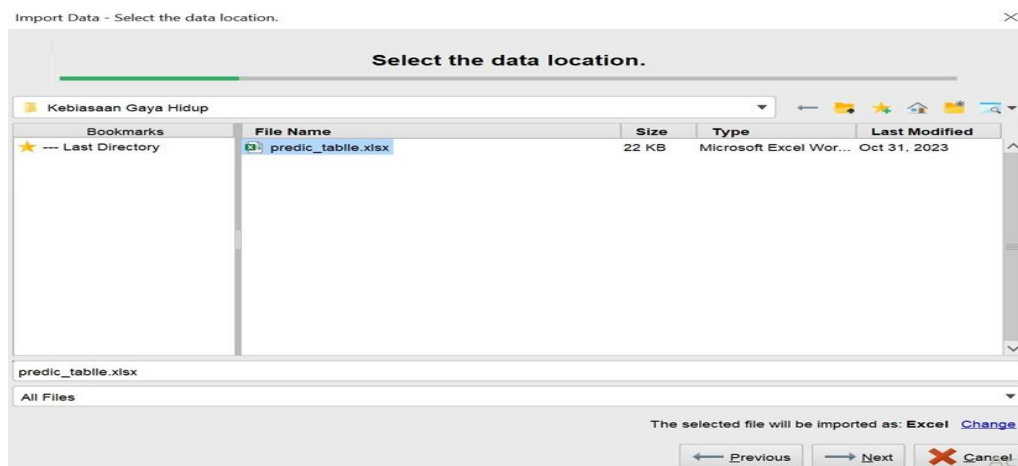 Import Data - Select the data location.
Select the data location.
Kebiasaan Gaya Hidup
Bookmarks File Name Size Type Last Modified
--- Last Directory predic_tablle.xlsx 22 KB Microsoft Excel Wor... Oct 31, 2023
predic_tablle.xlsx
All Files
The selected file will be imported as: Excel Change
Previous Next Cancel